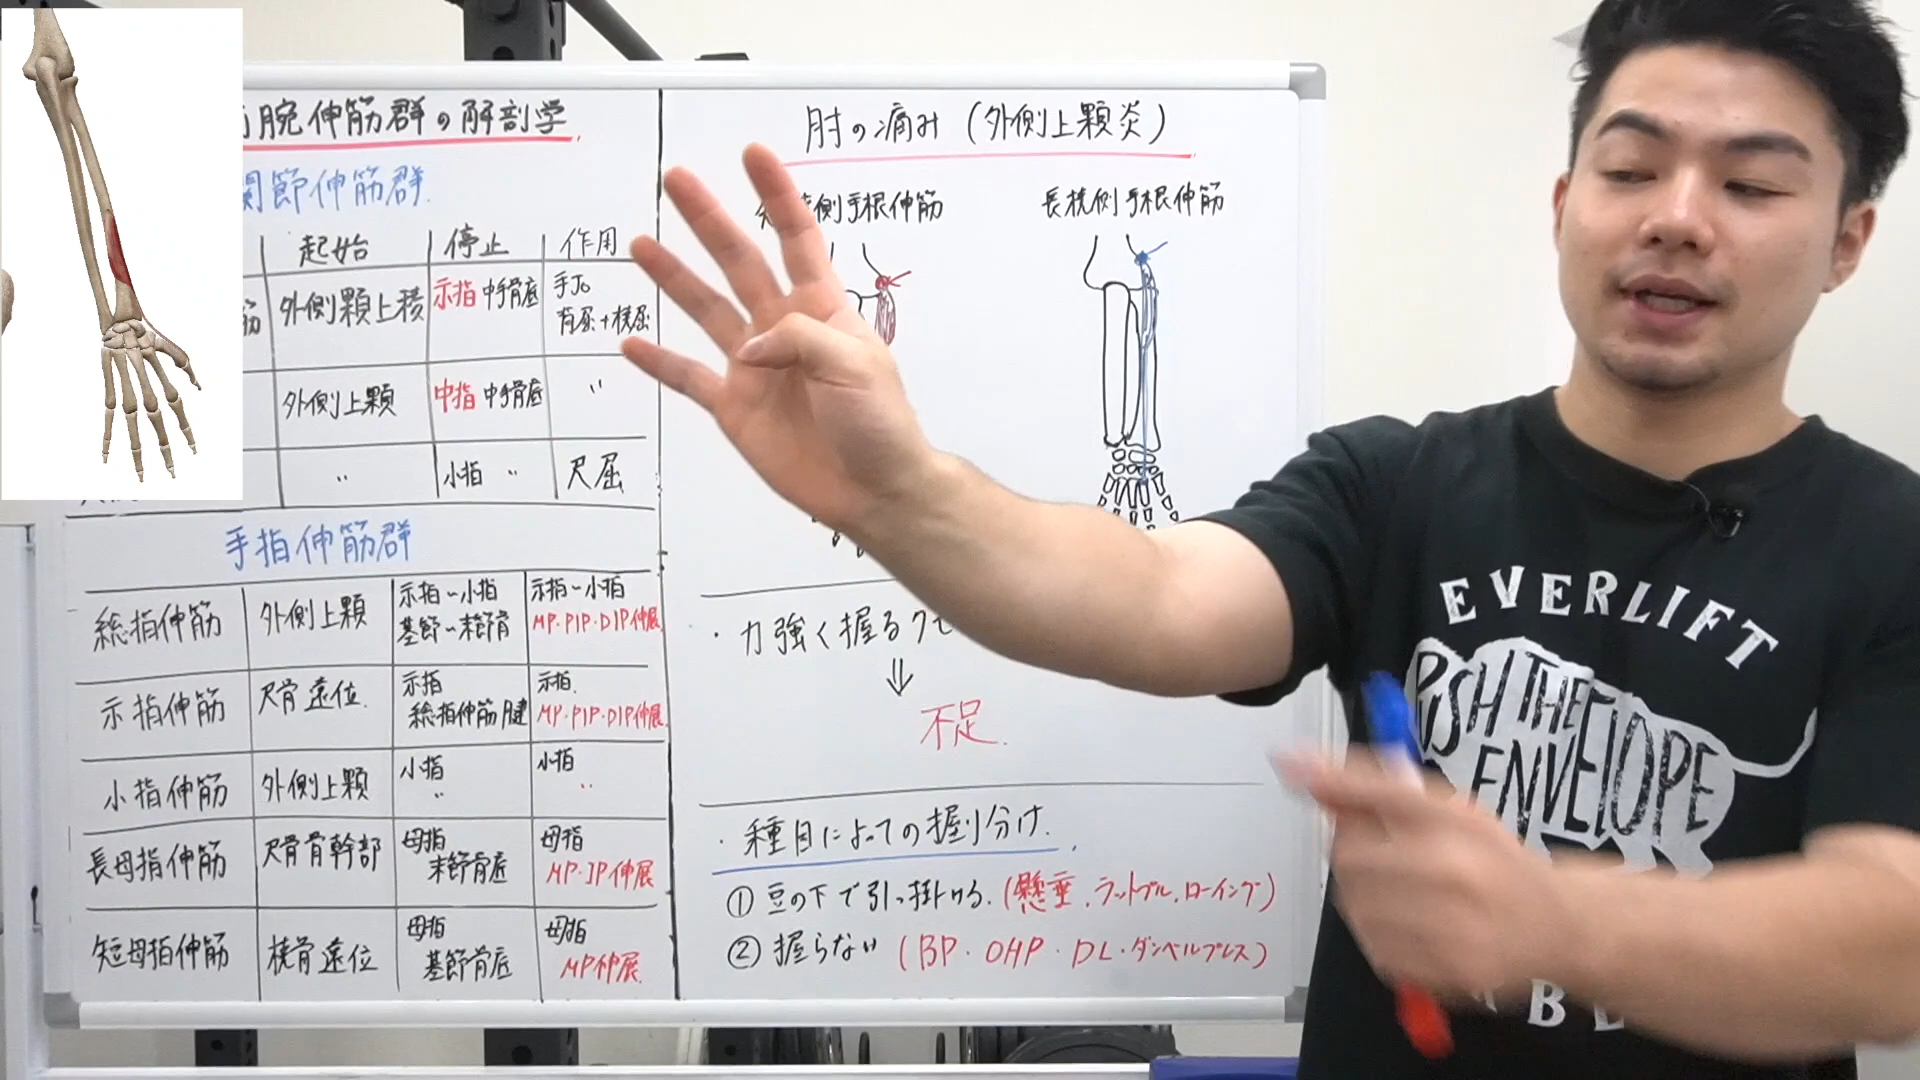 腕伸筋群の解剖学
関節伸筋群
起始 停止 作用
筋 外側顆上稜 示指 中手骨底 手jo 背屈+橈屈
外側上顆 中指 中手骨底 〃
〃 小指 〃 尺屈
手指伸筋群
総指伸筋 外側上顆 示指~小指 基節~末節骨 示指~小指 MP・PIP・DIP伸展
示指伸筋 尺骨遠位 示指 総指伸筋腱 示指 MP・PIP・DIP伸展
小指伸筋 外側上顆 小指 〃 小指 〃
長母指伸筋 尺骨骨幹部 母指 末節骨底 母指 MP・IP伸展
短母指伸筋 橈骨遠位 母指 基節骨底 母指 MP伸展
肘の痛み(外側上顆炎)
側手根伸筋 長橈側手根伸筋
・力強く握るクセ
⇓
不足
・種目によっての握り分け
① 豆の下で引っ掛ける。(懸垂、ラットプル、ローイング)
② 握らない (BP・OHP・DL・ダンベルプレス)
EVERLIFT
PUSH THE
ENVELOPE